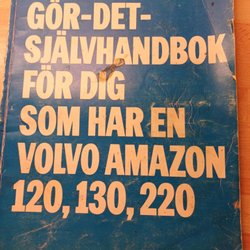 GÖR-DET-
SJÄLVHANDBOK
FÖR DIG
SOM HAR EN
VOLVO AMAZON
120, 130, 220